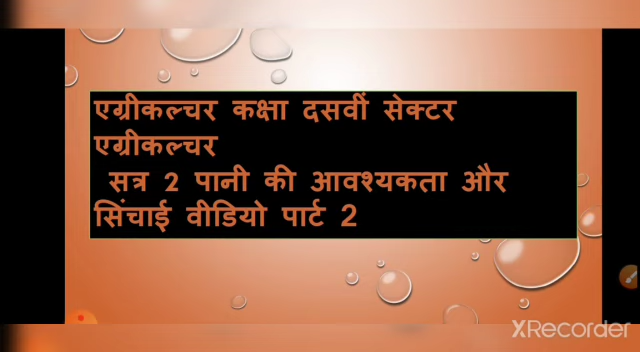 एग्रीकल्चर कक्षा दसवीं सेक्टर
एग्रीकल्चर
सत्र 2 पानी की आवश्यकता और
सिंचाई वीडियो पार्ट 2
XRecorder